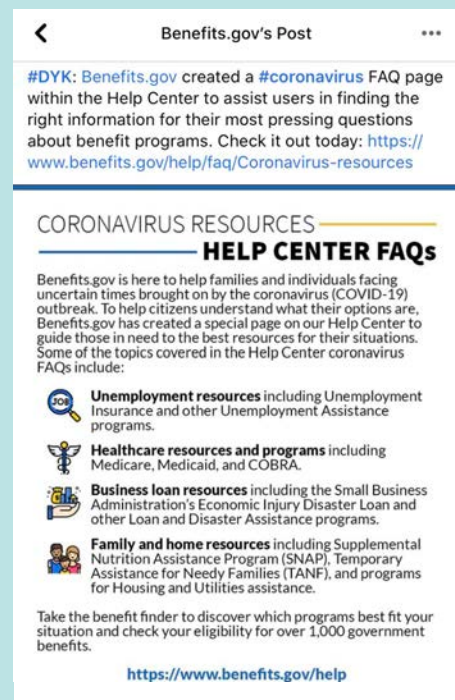 Benefits.gov's Post
#DYK: Benefits.gov created a #coronavirus FAQ page
within the Help Center to assist users in finding the
right information for their most pressing questions
about benefit programs. Check it out today: https://
www.benefits.gov/help/faq/Coronavirus-resources
CORONAVIRUS RESOURCES
HELP CENTER FAQs
Benefits.gov is here to help families and individuals facing
uncertain times brought on by the coronavirus (COVID-19)
outbreak. To help citizens understand what their options are,
Benefits.gov has created a special page on our Help Center to
guide those in need to the best resources for their situations.
Some of the topics covered in the Help Center coronavirus
FAQs include:
JOB
Unemployment resources including Unemployment
Insurance and other Unemployment Assistance
programs.
Healthcare resources and programs including
Medicare, Medicaid, and COBRA.
Business loan resources including the Small Business
Administration's Economic Injury Disaster Loan and
other Loan and Disaster Assistance programs.
Family and home resources including Supplemental
Nutrition Assistance Program (SNAP), Temporary
Assistance for Needy Families (TANF), and programs
for Housing and Utilities assistance.
Take the benefit finder to discover which programs best fit your
situation and check your eligibility for over 1,000 government
benefits.
https://www.benefits.gov/help